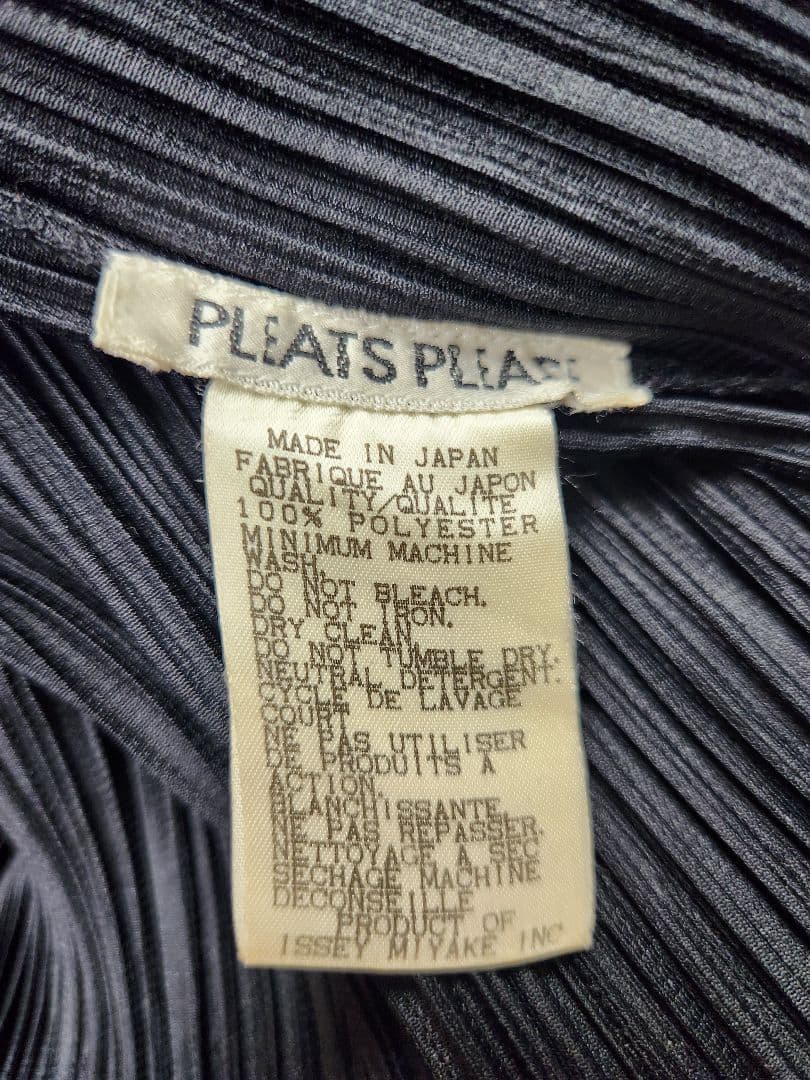 PLEATS PLEASE
MADE IN JAPAN
FABRIQUE AU JAPON
QUALITY/QUALITE
100% POLYESTER
MINIMUM MACHINE
WASH.
DO NOT BLEACH.
DO NOT IRON.
DRY CLEAN
DO NOT TUMBLE DRY.
NEUTRAL DETERGENT.
CYCLE DE LAVAGE
COURT
NE PAS UTILISER
DE PRODUITS A
ACTION
BLANCHISSANTE
NE PAS REPASSER.
NETTOYAGE A SEC
SECHAGE MACHINE
DECONSEILLE
PRODUCT OF
ISSEY MIYAKE INC